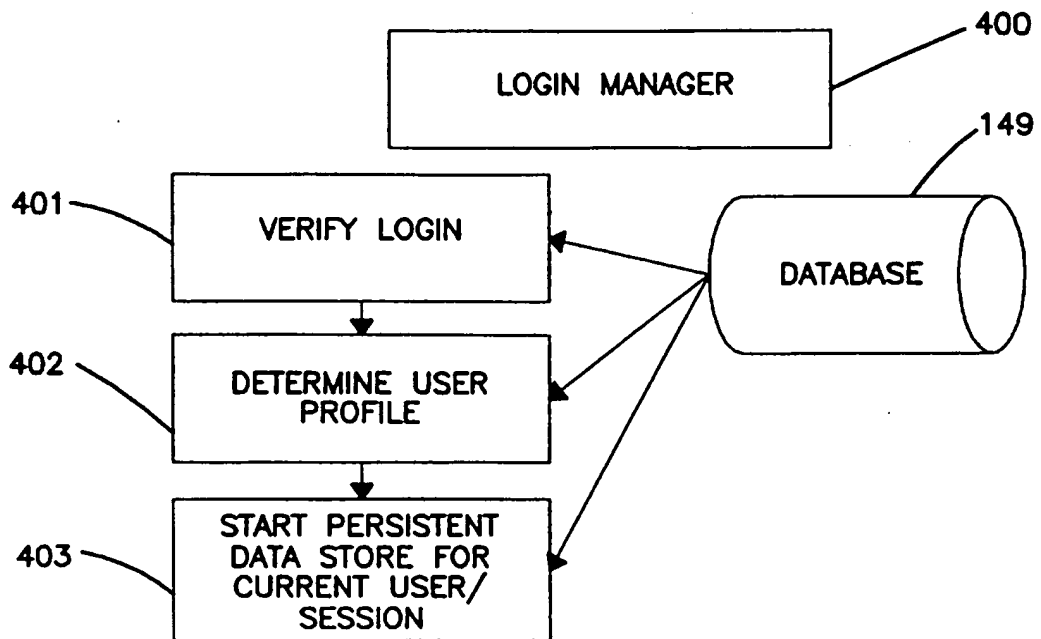 400
LOGIN MANAGER
149
401
VERIFY LOGIN
DATABASE
402
DETERMINE USER
PROFILE
403
START PERSISTENT
DATA STORE FOR
CURRENT USER/
SESSION